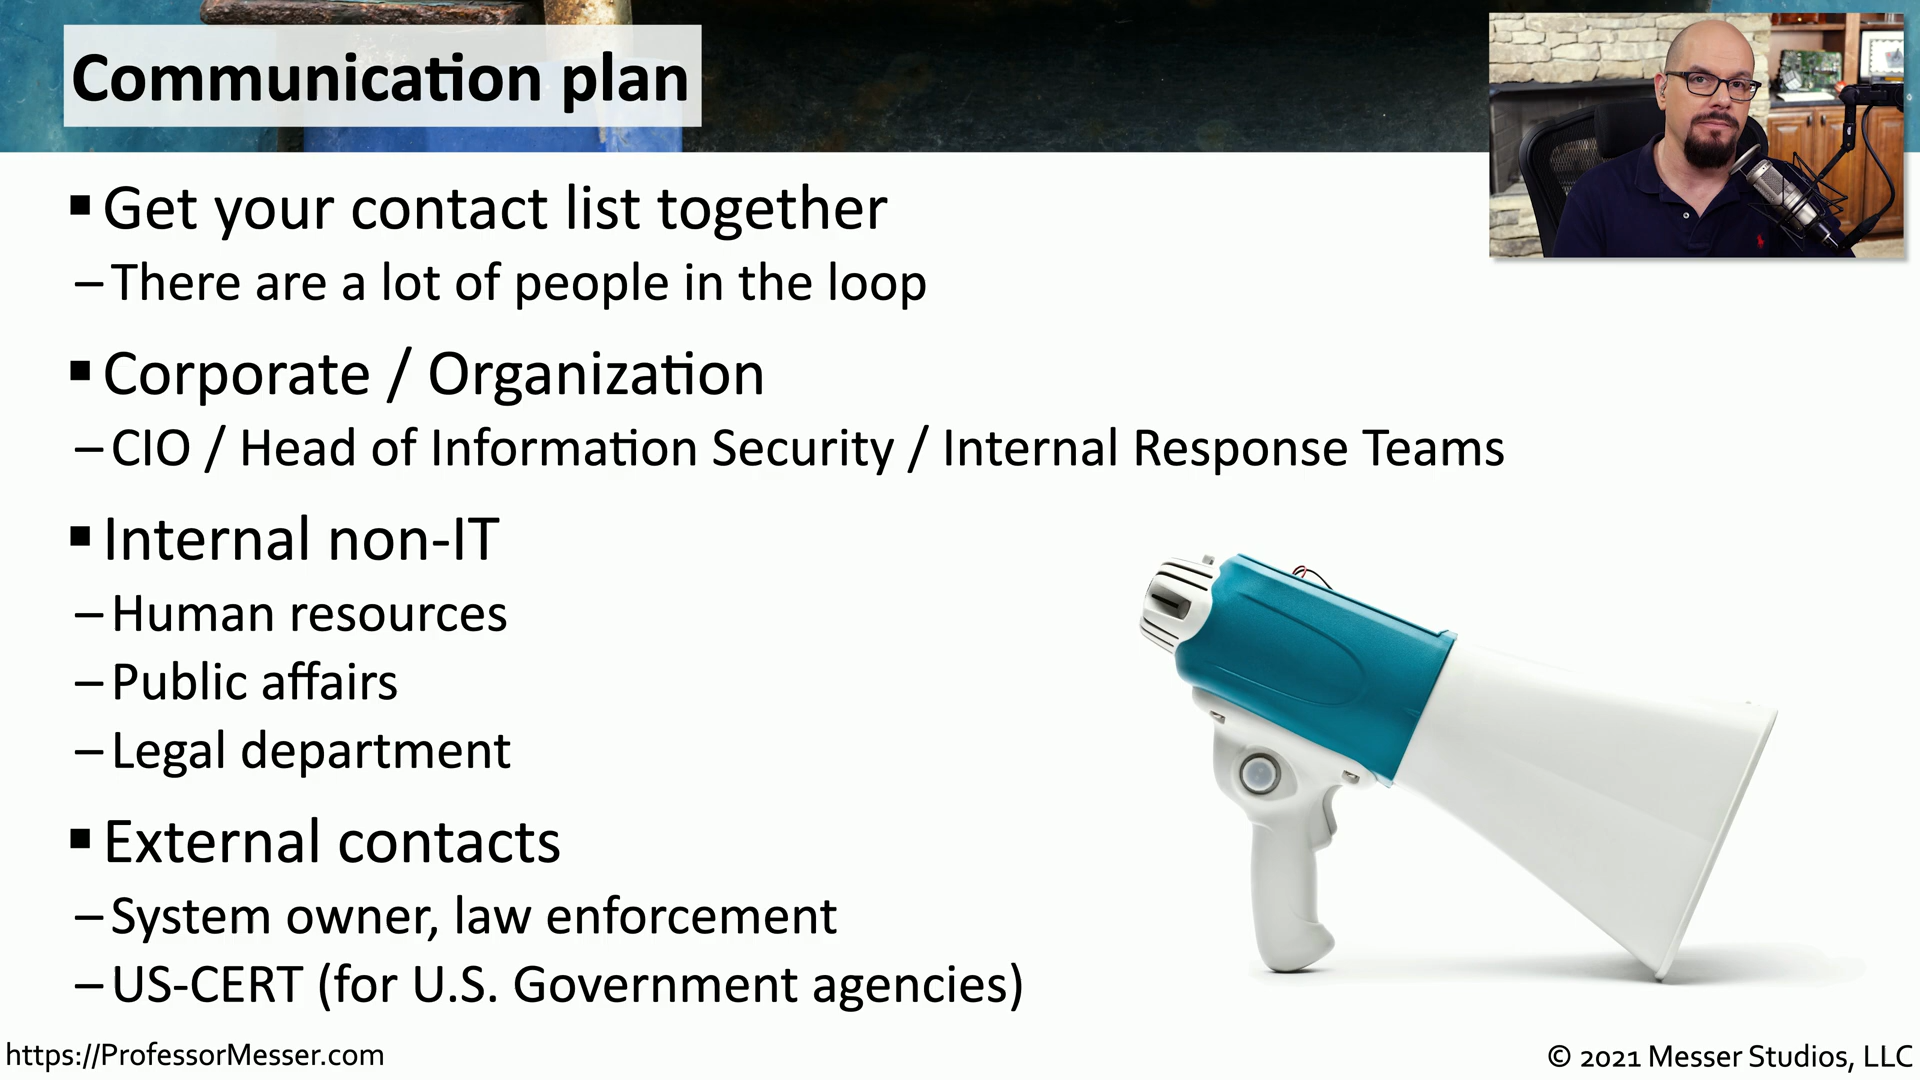 Communication plan
▪ Get your contact list together
– There are a lot of people in the loop
▪ Corporate / Organization
– CIO / Head of Information Security / Internal Response Teams
▪ Internal non-IT
– Human resources
– Public affairs
– Legal department
▪ External contacts
– System owner, law enforcement
– US-CERT (for U.S. Government agencies)
https://ProfessorMesser.com
© 2021 Messer Studios, LLC